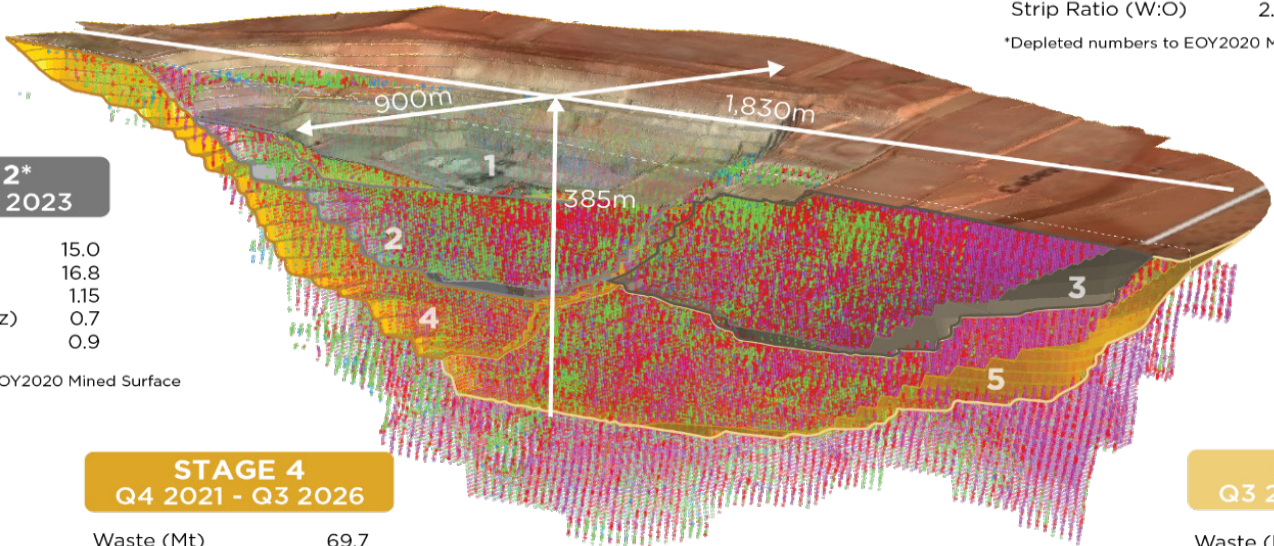 Strip Ratio (W:O) 2.
*Depleted numbers to EOY2020 M
900m
1,830m
1
385m
2*
2023
15.0
16.8
1.15
z) 0.7
0.9
OY2020 Mined Surface
2
3
4
5
STAGE 4
Q4 2021 - Q3 2026
Waste (Mt) 69.7
Q3 2
Waste (